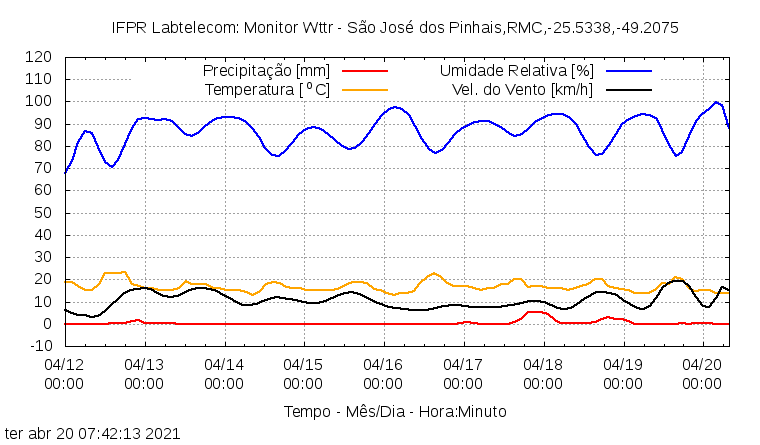 IFPR Labtelecom: Monitor Wttr - São José dos Pinhais,RMC,-25.5338,-49.2075
120
110
100
90
80
70
60
50
40
30
20
10
0
-10
Precipitação [mm]
Temperatura [⁰C]
Umidade Relativa [%]
Vel. do Vento [km/h]
04/12 04/13 04/14 04/15 04/16 04/17 04/18 04/19 04/20
00:00 00:00 00:00 00:00 00:00 00:00 00:00 00:00 00:00
Tempo - Mês/Dia - Hora:Minuto
ter abr 20 07:42:13 2021